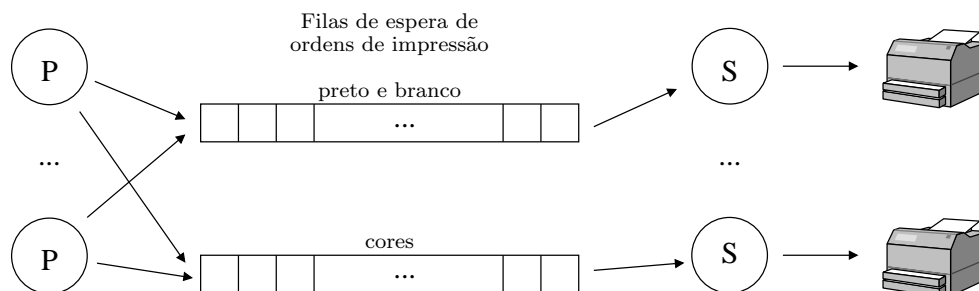 Filas de espera de
ordens de impressão
P
S
preto e branco
...
...
...
P
S
cores
...